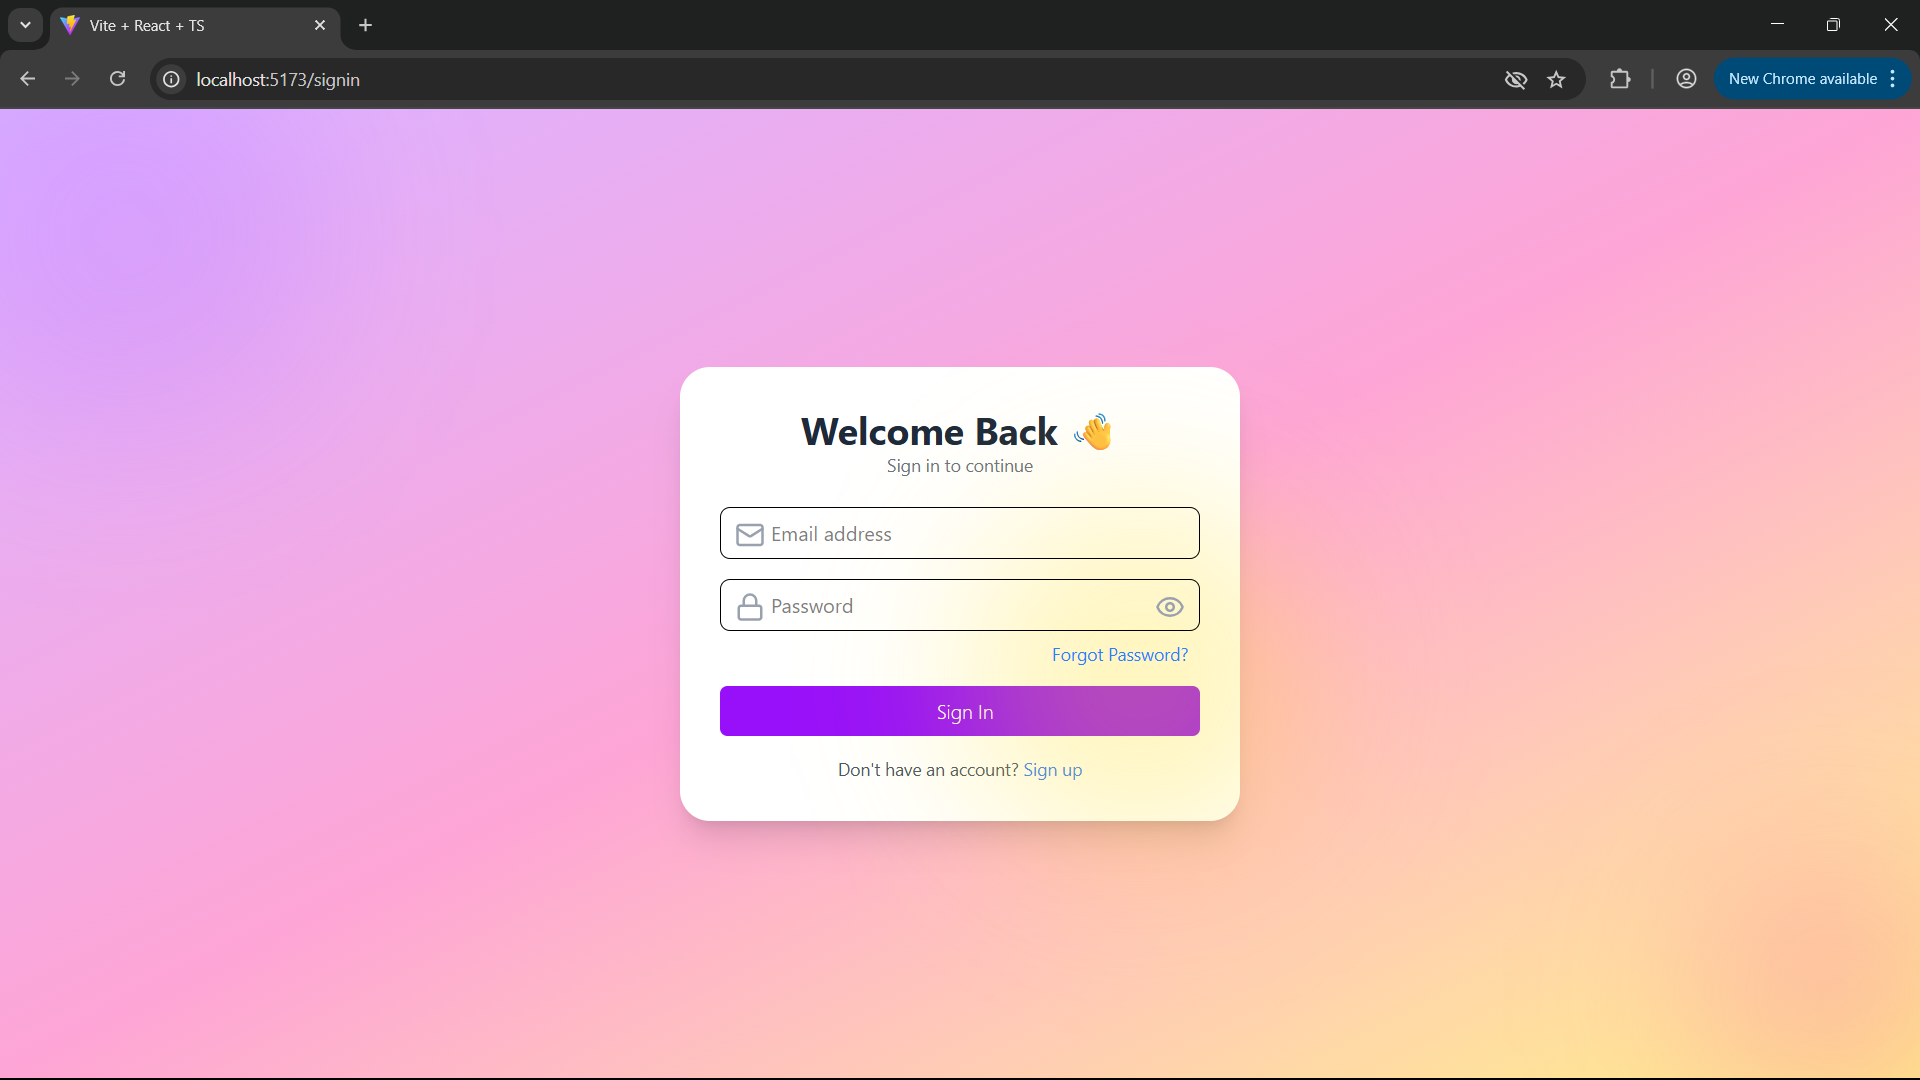 Vite + React + TS
localhost:5173/signin
New Chrome available
Welcome Back 👋
Sign in to continue
Email address
Password
Forgot Password?
Sign In
Don't have an account? Sign up